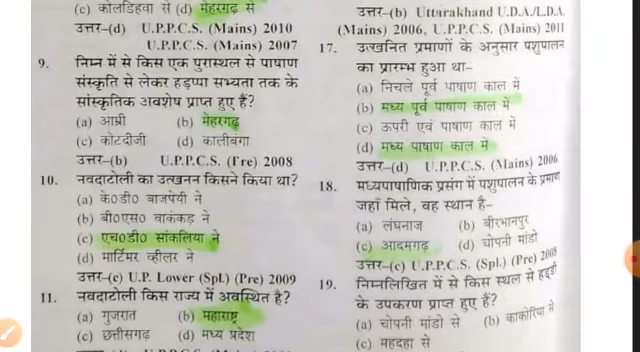 (c) कोलडिहवा से (d) मेहरगढ़ से
उत्तर-(d) U.P.P.C.S. (Mains) 2010
U.P.P.C.S. (Mains) 2007
9. निम्न में से किस एक पुरास्थल से पाषाण
संस्कृति से लेकर हड़प्पा सभ्यता तक के
सांस्कृतिक अवशेष प्राप्त हुए हैं?
(a) आम्री (b) मेहरगढ़
(c) कोटदीजी (d) कालीबंगा
उत्तर-(b) U.P.P.C.S. (Pre) 2008
10. नवदाटोली का उत्खनन किसने किया था?
(a) के०डी० बाजपेयी ने
(b) बी०एस० वाकंकड़ ने
(c) एच०डी० सांकलिया ने
(d) मार्टिमर व्हीलर ने
उत्तर-(c) U.P. Lower (Spl.) (Pre) 2009
11. नवदाटोली किस राज्य में अवस्थित है?
(a) गुजरात (b) महाराष्ट्र
(c) छत्तीसगढ़ (d) मध्य प्रदेश
उत्तर-(b) Uttarakhand U.D.A/L.D.A.
(Mains) 2006, U.P.P.C.S. (Mains) 2011
17. उत्खनित प्रमाणों के अनुसार पशुपालन
का प्रारम्भ हुआ था-
(a) निचले पूर्व पाषाण काल में
(b) मध्य पूर्व पाषाण काल में
(c) ऊपरी एवं पाषाण काल में
(d) मध्य पाषाण काल में
उत्तर-(d) U.P.P.C.S. (Mains) 2006
18. मध्यपाषाणिक प्रसंग में पशुपालन के प्रमाण
जहाँ मिले, वह स्थान है-
(a) लंघनाज (b) बीरभानपुर
(c) आदमगढ़ (d) चोपनी मांडो
उत्तर-(c) U.P.P.C.S. (Spl.) (Pre) 2008
19. निम्नलिखित में से किस स्थल से हड्डी
के उपकरण प्राप्त हुए हैं?
(a) चोपनी मांडो से (b) काकोरिया से
(c) महदहा से